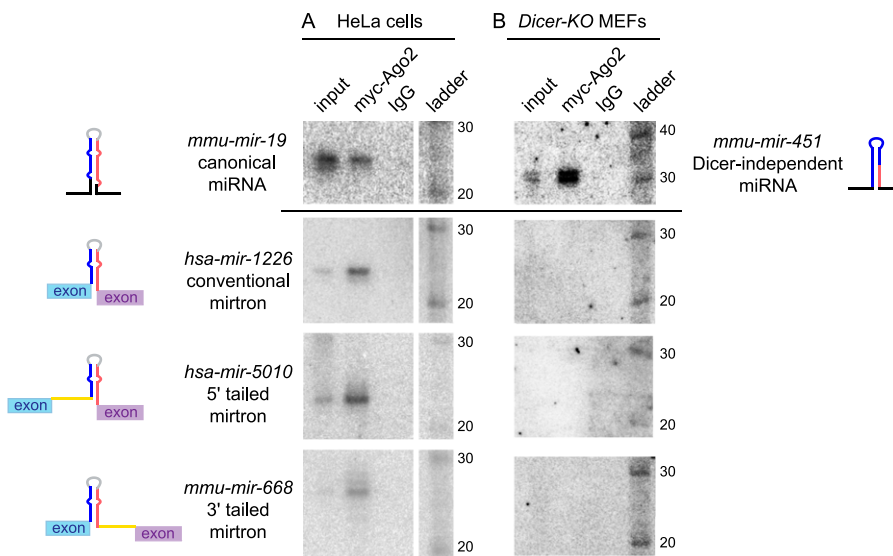 A HeLa cells
B Dicer-KO MEFs
input myc-Ago2 IgG ladder
input myc-Ago2 IgG ladder
mmu-mir-19
canonical
miRNA
30
20
40
30
mmu-mir-451
Dicer-independent
miRNA
exon
exon
hsa-mir-1226
conventional
mirtron
30
20
30
20
exon
exon
hsa-mir-5010
5' tailed
mirtron
30
20
30
20
exon
exon
mmu-mir-668
3' tailed
mirtron
30
20
30
20